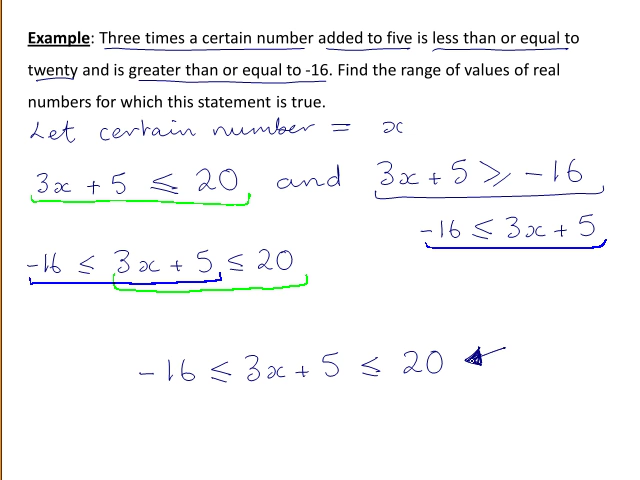 Example: Three times a certain number added to five is less than or equal to
twenty and is greater than or equal to -16. Find the range of values of real
numbers for which this statement is true.
Let certain number = x
3x + 5 ≤ 20 and 3x + 5 ⩾ -16
-16 ≤ 3x + 5
-16 ≤ 3x + 5 ≤ 20
-16 ≤ 3x + 5 ≤ 20